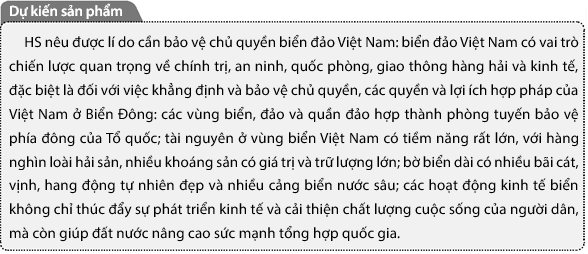 Dự kiến sản phẩm
HS nêu được lí do cần bảo vệ chủ quyền biển đảo Việt Nam: biển đảo Việt Nam có vai trò
chiến lược quan trọng về chính trị, an ninh, quốc phòng, giao thông hàng hải và kinh tế,
đặc biệt là đối với việc khẳng định và bảo vệ chủ quyền, các quyền và lợi ích hợp pháp của
Việt Nam ở Biển Đông: các vùng biển, đảo và quần đảo hợp thành phòng tuyến bảo vệ
phía đông của Tổ quốc; tài nguyên ở vùng biển Việt Nam có tiềm năng rất lớn, với hàng
nghìn loài hải sản, nhiều khoáng sản có giá trị và trữ lượng lớn; bờ biển dài có nhiều bãi cát,
vịnh, hang động tự nhiên đẹp và nhiều cảng biển nước sâu; các hoạt động kinh tế biển
không chỉ thúc đẩy sự phát triển kinh tế và cải thiện chất lượng cuộc sống của người dân,
mà còn giúp đất nước nâng cao sức mạnh tổng hợp quốc gia.